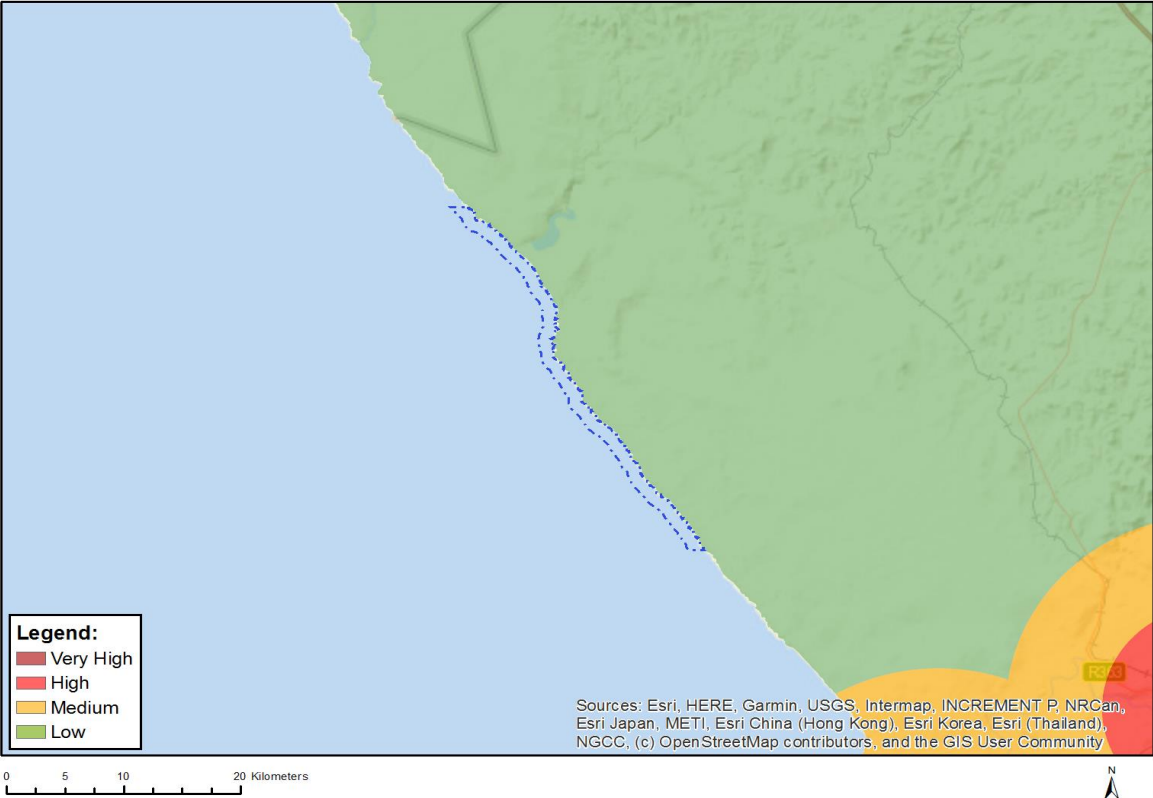 R363
Legend:
Very High
High
Medium
Low
Sources: Esri, HERE, Garmin, USGS, Intermap, INCREMENT P, NRCan,
Esri Japan, METI, Esri China (Hong Kong), Esri Korea, Esri (Thailand),
NGCC, (c) OpenStreetMap contributors, and the GIS User Community
0 5 10 20 Kilometers
N